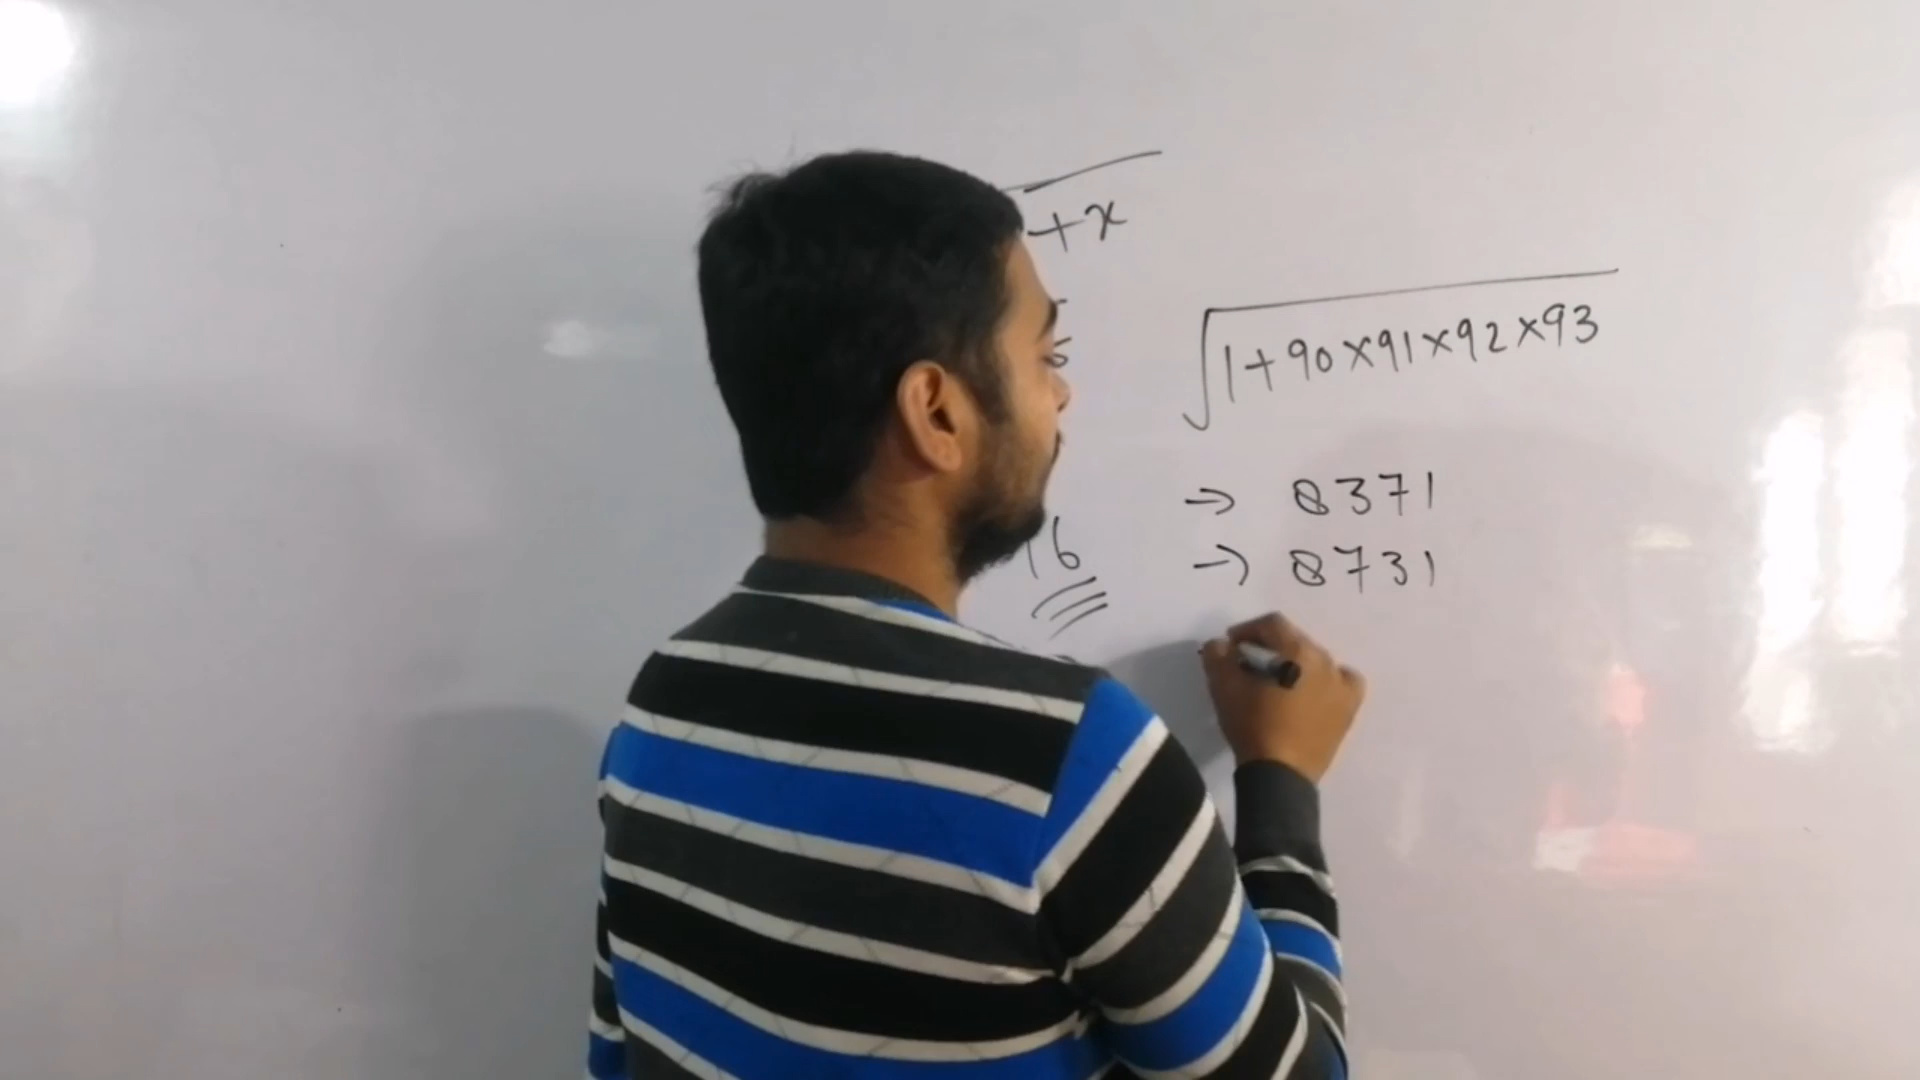 +x
√1+90×91×92×93
→ 8371
16
→ 8731